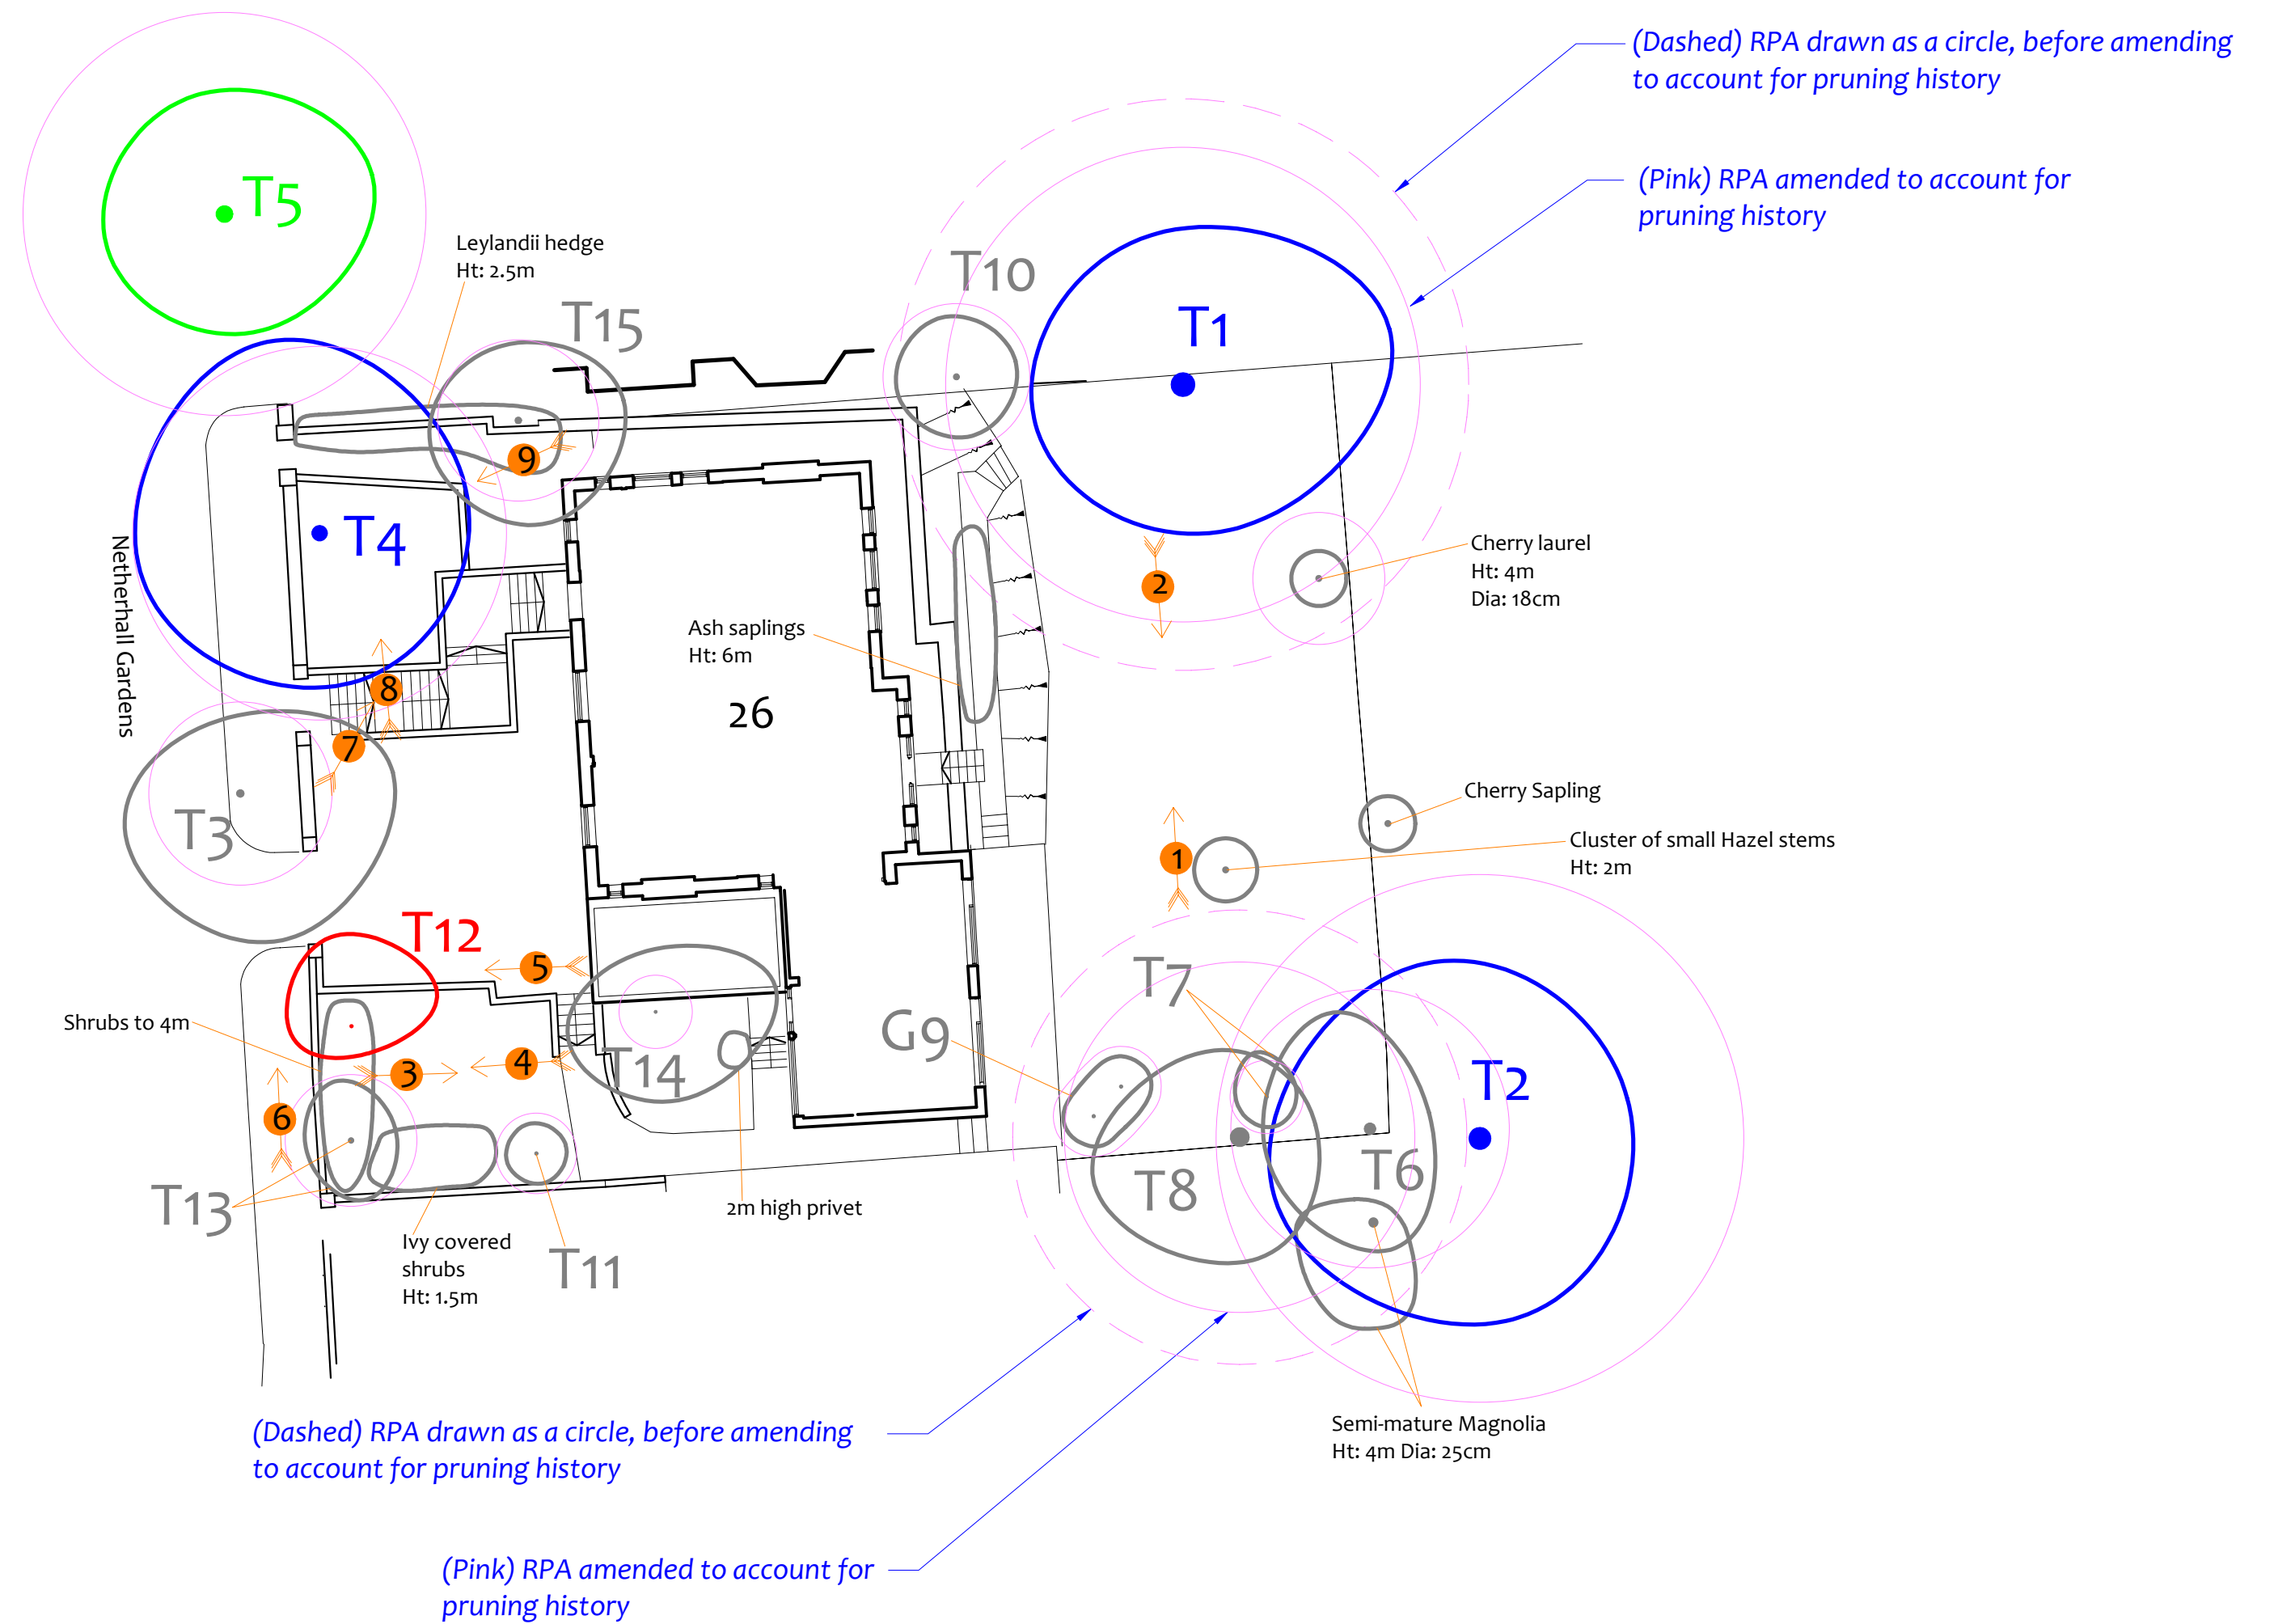 (Dashed) RPA drawn as a circle, before amending
to account for pruning history
(Pink) RPA amended to account for
pruning history
T5
Leylandii hedge
Ht: 2.5m
T15
T10
T1
9
T4
Netherhall Gardens
Cherry laurel
Ht: 4m
Dia: 18cm
2
Ash saplings
Ht: 6m
8
26
7
T3
Cherry Sapling
Cluster of small Hazel stems
Ht: 2m
1
T12
5
T7
Shrubs to 4m
G9
T14
T2
3
4
6
T6
T8
T13
2m high privet
Ivy covered
shrubs
Ht: 1.5m
T11
Semi-mature Magnolia
Ht: 4m Dia: 25cm
(Dashed) RPA drawn as a circle, before amending
to account for pruning history
(Pink) RPA amended to account for
pruning history